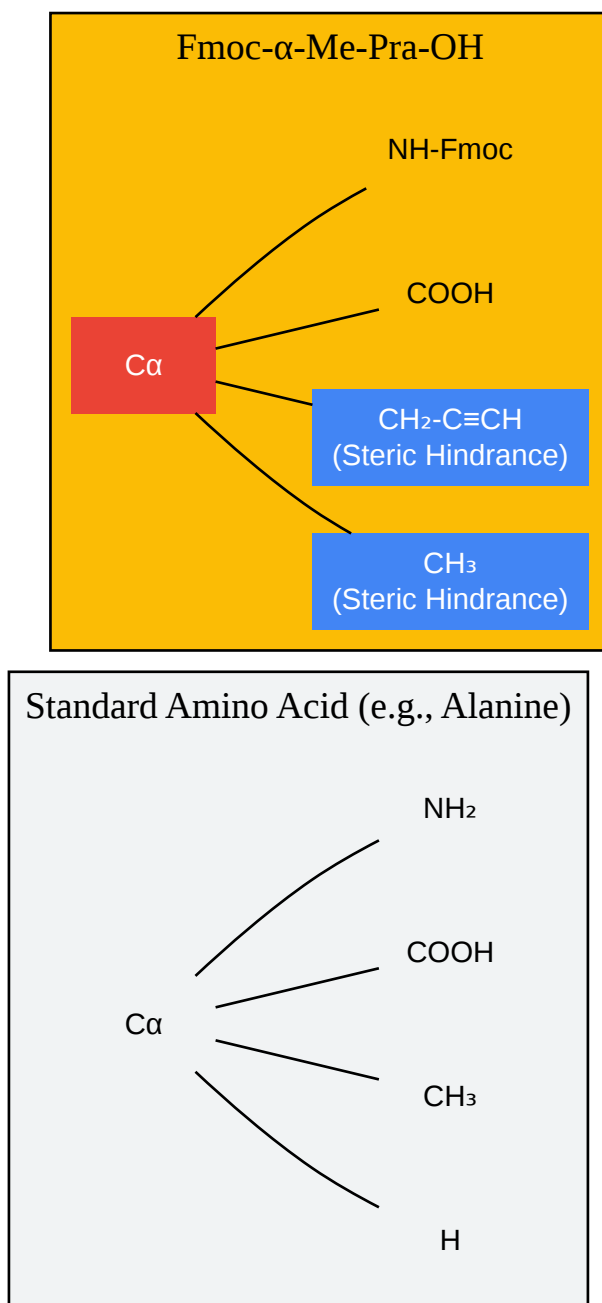 Fmoc-α-Me-Pra-OH
NH-Fmoc
COOH
Cα
CH₂-C≡CH
(Steric Hindrance)
CH₃
(Steric Hindrance)
Standard Amino Acid (e.g., Alanine)
NH₂
COOH
Cα
CH₃
H